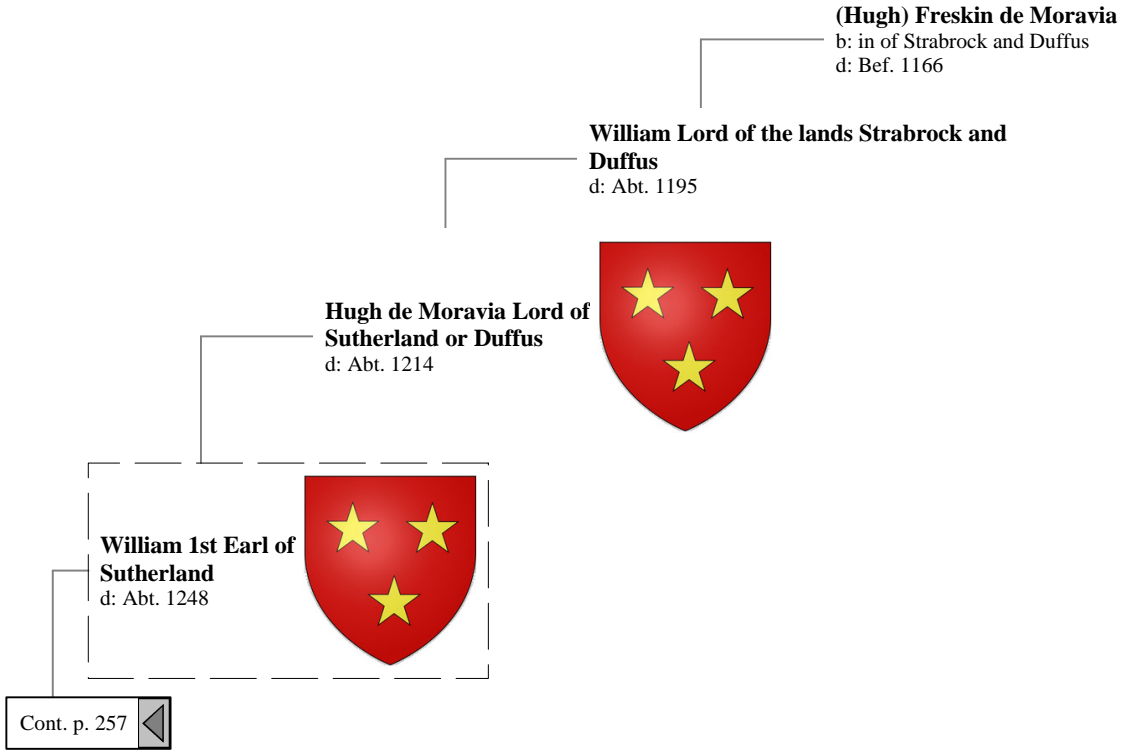 (Hugh) Freskin de Moravia
b: in of Strabrock and Duffus
d: Bef. 1166
William Lord of the lands Strabrock and
Duffus
d: Abt. 1195
Hugh de Moravia Lord of
Sutherland or Duffus
d: Abt. 1214
William 1st Earl of
Sutherland
d: Abt. 1248
Cont. p. 257